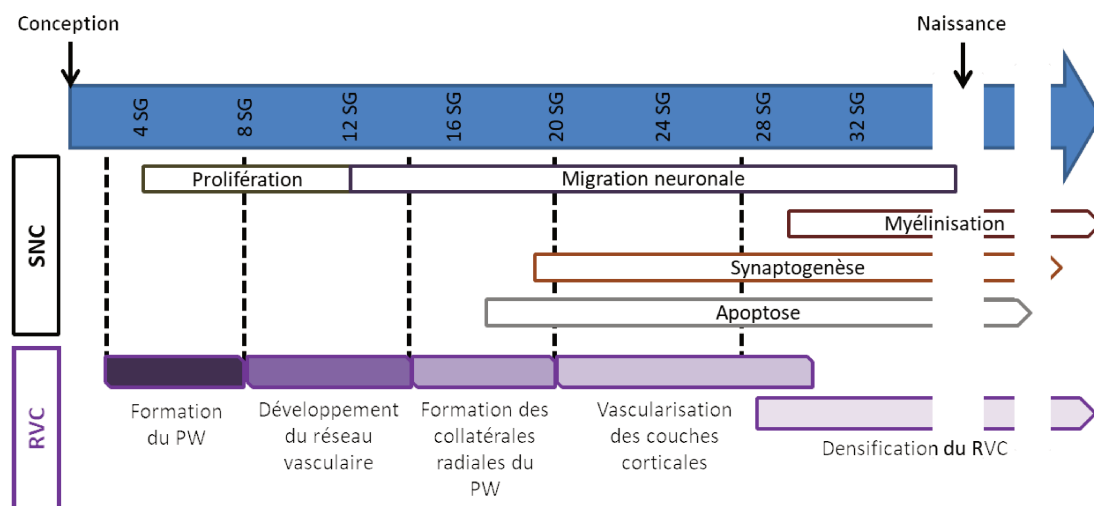 Conception
Naissance
4 SG
8 SG
12 SG
16 SG
20 SG
24 SG
28 SG
32 SG
SNC
Prolifération
Migration neuronale
Myélinisation
Synaptogenèse
Apoptose
RVC
Formation
du PW
Développement
du réseau
vasculaire
Formation des
collatérales
radiales du
PW
Vascularisation
des couches
corticales
Densification du RVC